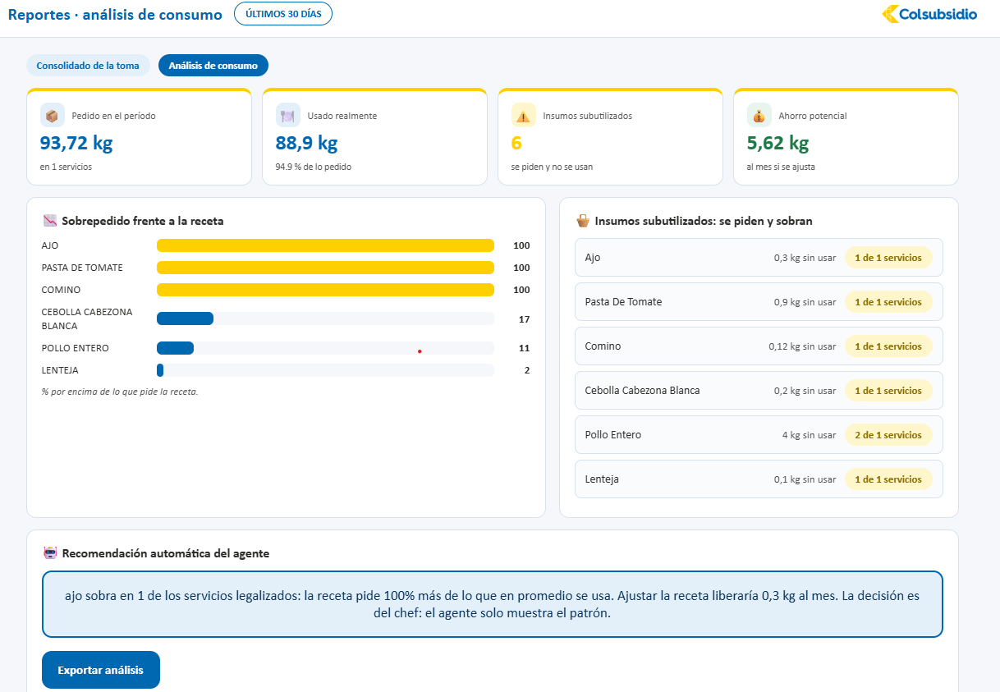 Reportes · análisis de consumo
ÚLTIMOS 30 DÍAS
Colsubsidio
Consolidado de la toma
Análisis de consumo
Pedido en el período
93,72 kg
en 1 servicios
Usado realmente
88,9 kg
94.9 % de lo pedido
Insumos subutilizados
6
se piden y no se usan
Ahorro potencial
5,62 kg
al mes si se ajusta
Sobrepedido frente a la receta
AJO 100
PASTA DE TOMATE 100
COMINO 100
CEBOLLA CABEZONA
BLANCA 17
POLLO ENTERO 11
LENTEJA 2
% por encima de lo que pide la receta.
Insumos subutilizados: se piden y sobran
Ajo 0,3 kg sin usar 1 de 1 servicios
Pasta De Tomate 0,9 kg sin usar 1 de 1 servicios
Comino 0,12 kg sin usar 1 de 1 servicios
Cebolla Cabezona Blanca 0,2 kg sin usar 1 de 1 servicios
Pollo Entero 4 kg sin usar 2 de 1 servicios
Lenteja 0,1 kg sin usar 1 de 1 servicios
Recomendación automática del agente
ajo sobra en 1 de los servicios legalizados: la receta pide 100% más de lo que en promedio se usa. Ajustar la receta liberaría 0,3 kg al mes. La decisión es
del chef: el agente solo muestra el patrón.
Exportar análisis